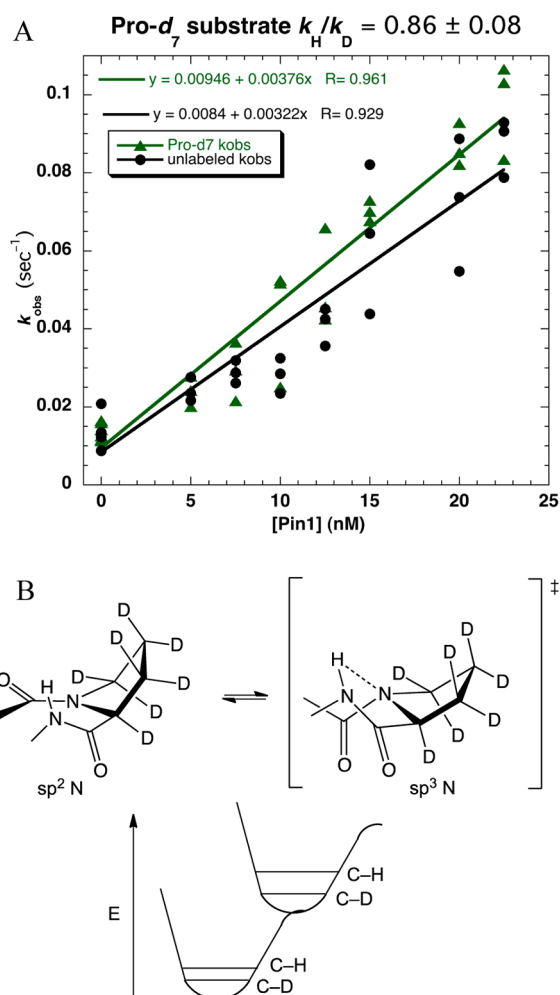 A
Pro-d7 substrate kH/kD = 0.86 ± 0.08
y = 0.00946 + 0.00376x R= 0.961
y = 0.0084 + 0.00322x R= 0.929
Pro-d7 kobs
unlabeled kobs
kobs (sec−1)
0.1
0.08
0.06
0.04
0.02
0
0 5 10 15 20 25
[Pin1] (nM)
B
‡
D
D
D
D
D
D
D
O
H
N
N
O
sp2 N
D
D
D
D
D
D
D
H
N
N
O
O
sp3 N
E
C–H
C–D
C–H
C–D